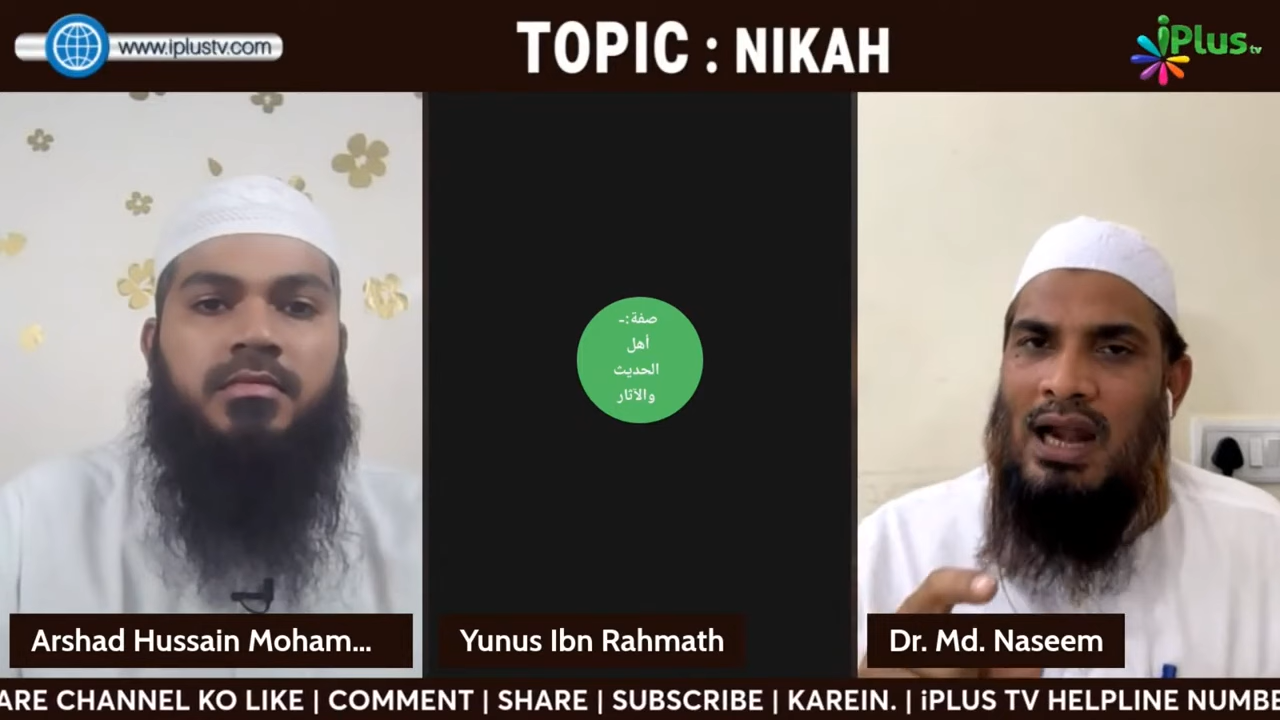 www.iplustv.com
TOPIC : NIKAH
iPlus tv
صفة:-
أهل
الحديث
والآثار
Arshad Hussain Moham...
Yunus Ibn Rahmath
Dr. Md. Naseem
ARE CHANNEL KO LIKE | COMMENT | SHARE | SUBSCRIBE | KAREIN. | iPLUS TV HELPLINE NUMBE